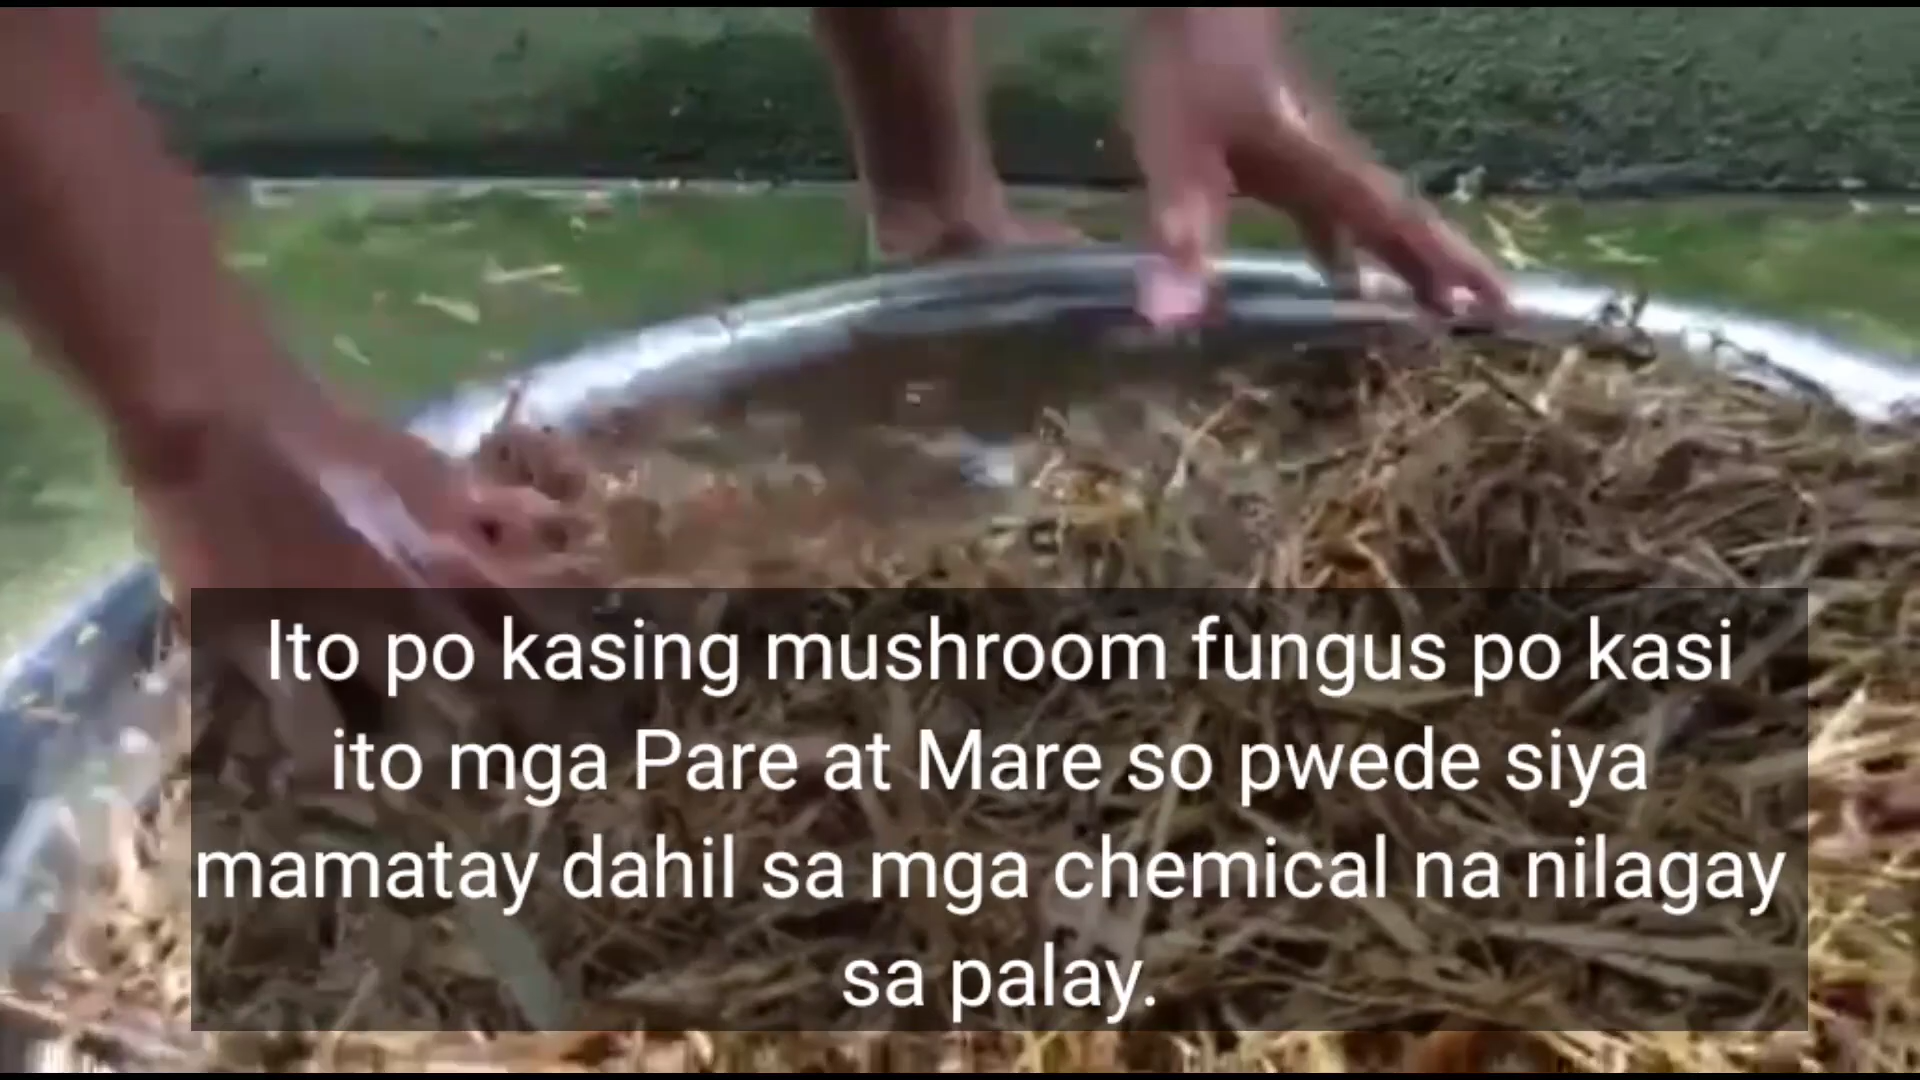 Ito po kasing mushroom fungus po kasi
ito mga Pare at Mare so pwede siya
mamatay dahil sa mga chemical na nilagay
sa palay.